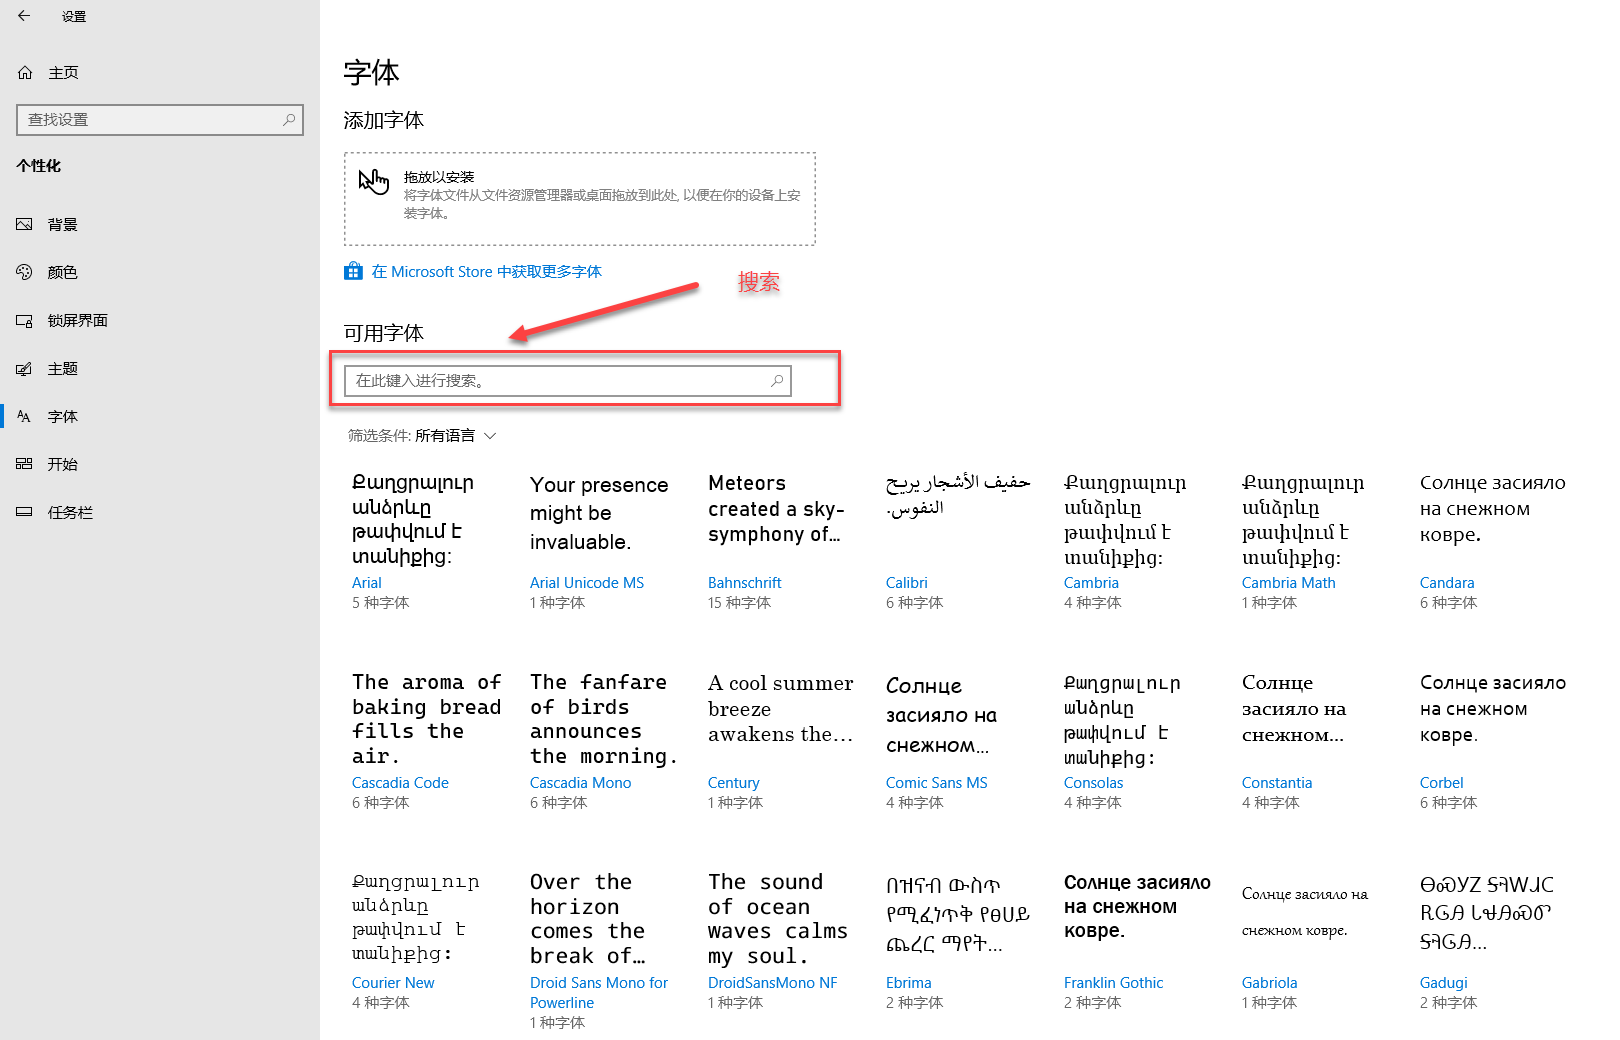 设置
主页
查找设置
个性化
背景
颜色
锁屏界面
主题
字体
开始
任务栏
字体
添加字体
拖放以安装
将字体文件从文件资源管理器或桌面拖放到此处, 以便在你的设备上安
装字体。
在 Microsoft Store 中获取更多字体
搜索
可用字体
在此键入进行搜索。
筛选条件: 所有语言
Քաղցրալուր
անձրևը
թափվում է
տանիքից:
Arial
5 种字体
Your presence
might be
invaluable.
Arial Unicode MS
1 种字体
Meteors
created a sky-
symphony of...
Bahnschrift
15 种字体
حفيف الأشجار يريح
النفوس.
Calibri
6 种字体
Քաղցրալուր
անձրևը
թափվում է
տանիքից:
Cambria
4 种字体
Քաղցրալուր
անձրևը
թափվում է
տանիքից:
Cambria Math
1 种字体
Солнце засияло
на снежном
ковре.
Candara
6 种字体
The aroma of
baking bread
fills the
air.
Cascadia Code
6 种字体
The fanfare
of birds
announces
the morning.
Cascadia Mono
6 种字体
A cool summer
breeze
awakens the...
Century
1 种字体
Солнце
засияло на
снежном...
Comic Sans MS
4 种字体
Քաղցրալուր
անձրևը
թափվում է
տանիքից:
Consolas
4 种字体
Солнце
засияло на
снежном...
Constantia
4 种字体
Солнце засияло
на снежном
ковре.
Corbel
6 种字体
Քաղցրալուր
անձրևը
թափվում է
տանիքից:
Courier New
4 种字体
Over the
horizon
comes the
break of...
Droid Sans Mono for
Powerline
1 种字体
The sound
of ocean
waves calms
my soul.
DroidSansMono NF
1 种字体
በዝናብ ውስጥ
የሚፈነጥቅ የፀሀይ
ጨረር ማየት...
Ebrima
2 种字体
Солнце засияло
на снежном
ковре.
Franklin Gothic
2 种字体
Солнце засияло на
снежном ковре.
Gabriola
1 种字体
Gadugi
2 种字体